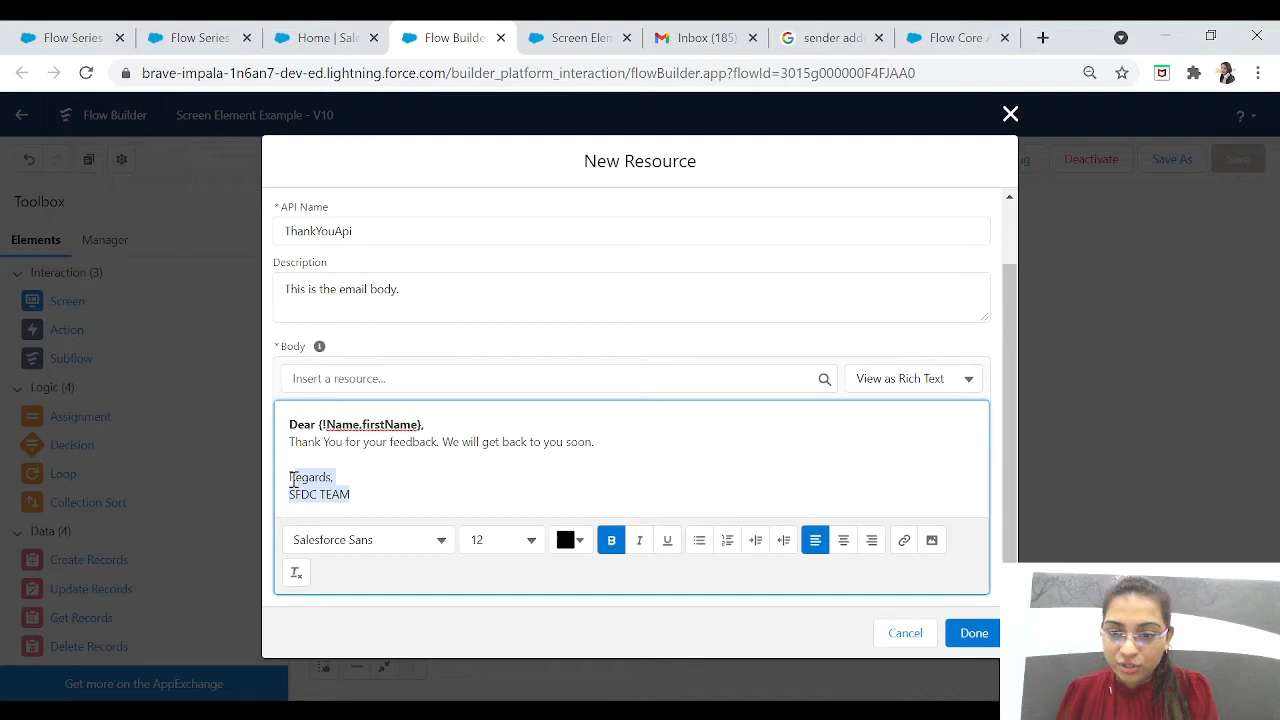 Flow Series
Flow Series
Home | Sale
Flow Builde
Screen Elem
Inbox (185)
sender add
Flow Core A
brave-impala-1n6an7-dev-ed.lightning.force.com/builder_platform_interaction/flowBuilder.app?flowId=3015g000000F4FJAA0
Flow Builder
Screen Element Example - V10
?
New Resource
Deactivate
Save As
Save
Toolbox
Elements
Manager
* API Name
ThankYouApi
Description
This is the email body.
* Body
Insert a resource...
View as Rich Text
Dear {!Name.firstName},
Thank You for your feedback. We will get back to you soon.
Regards,
SFDC TEAM
Salesforce Sans
12
B
I
U
Interaction (3)
Screen
Action
Subflow
Logic (4)
Assignment
Decision
Loop
Collection Sort
Data (4)
Create Records
Update Records
Get Records
Delete Records
Get more on the AppExchange
Cancel
Done